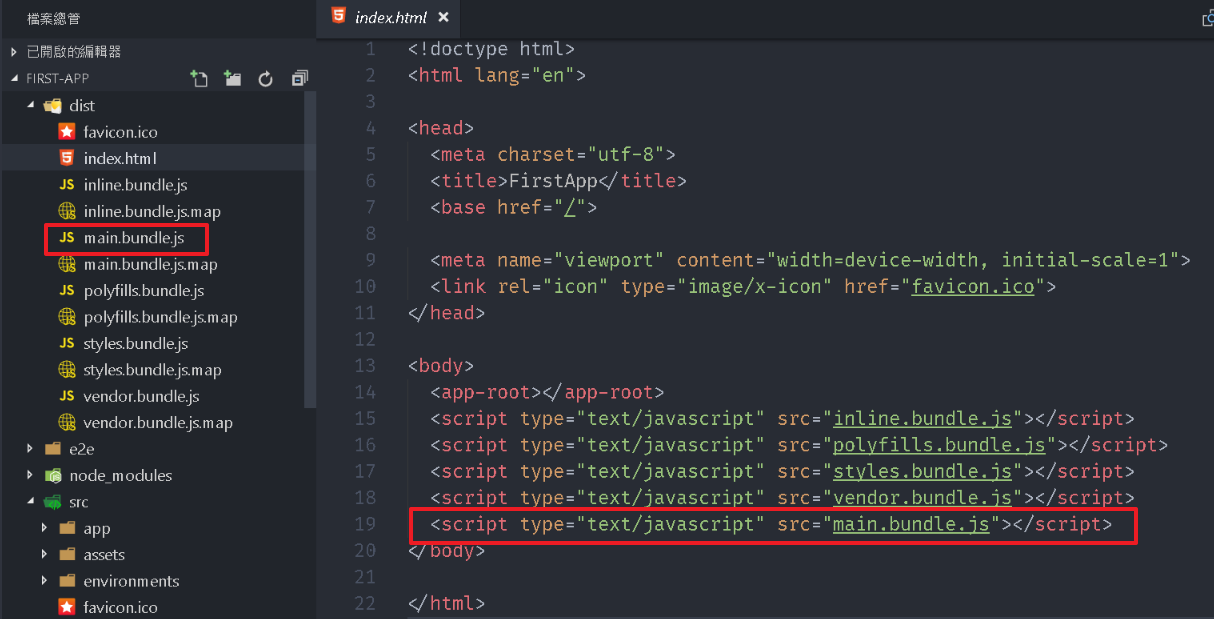 檔案總管
已開啟的編輯器
FIRST-APP
dist
favicon.ico
index.html
inline.bundle.js
inline.bundle.js.map
main.bundle.js
main.bundle.js.map
polyfills.bundle.js
polyfills.bundle.js.map
styles.bundle.js
styles.bundle.js.map
vendor.bundle.js
vendor.bundle.js.map
e2e
node_modules
src
app
assets
environments
favicon.ico
index.html
1 <!doctype html>
2 <html lang="en">
3
4 <head>
5 <meta charset="utf-8">
6 <title>FirstApp</title>
7 <base href="/">
8
9 <meta name="viewport" content="width=device-width, initial-scale=1">
10 <link rel="icon" type="image/x-icon" href="favicon.ico">
11 </head>
12
13 <body>
14 <app-root></app-root>
15 <script type="text/javascript" src="inline.bundle.js"></script>
16 <script type="text/javascript" src="polyfills.bundle.js"></script>
17 <script type="text/javascript" src="styles.bundle.js"></script>
18 <script type="text/javascript" src="vendor.bundle.js"></script>
19 <script type="text/javascript" src="main.bundle.js"></script>
20 </body>
21
22 </html>